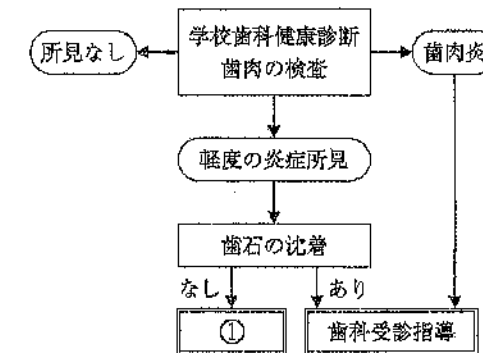 学校歯科健康診断
歯肉の検査
所見なし
歯肉炎
軽度の炎症所見
歯石の沈着
なし
あり
①
歯科受診指導